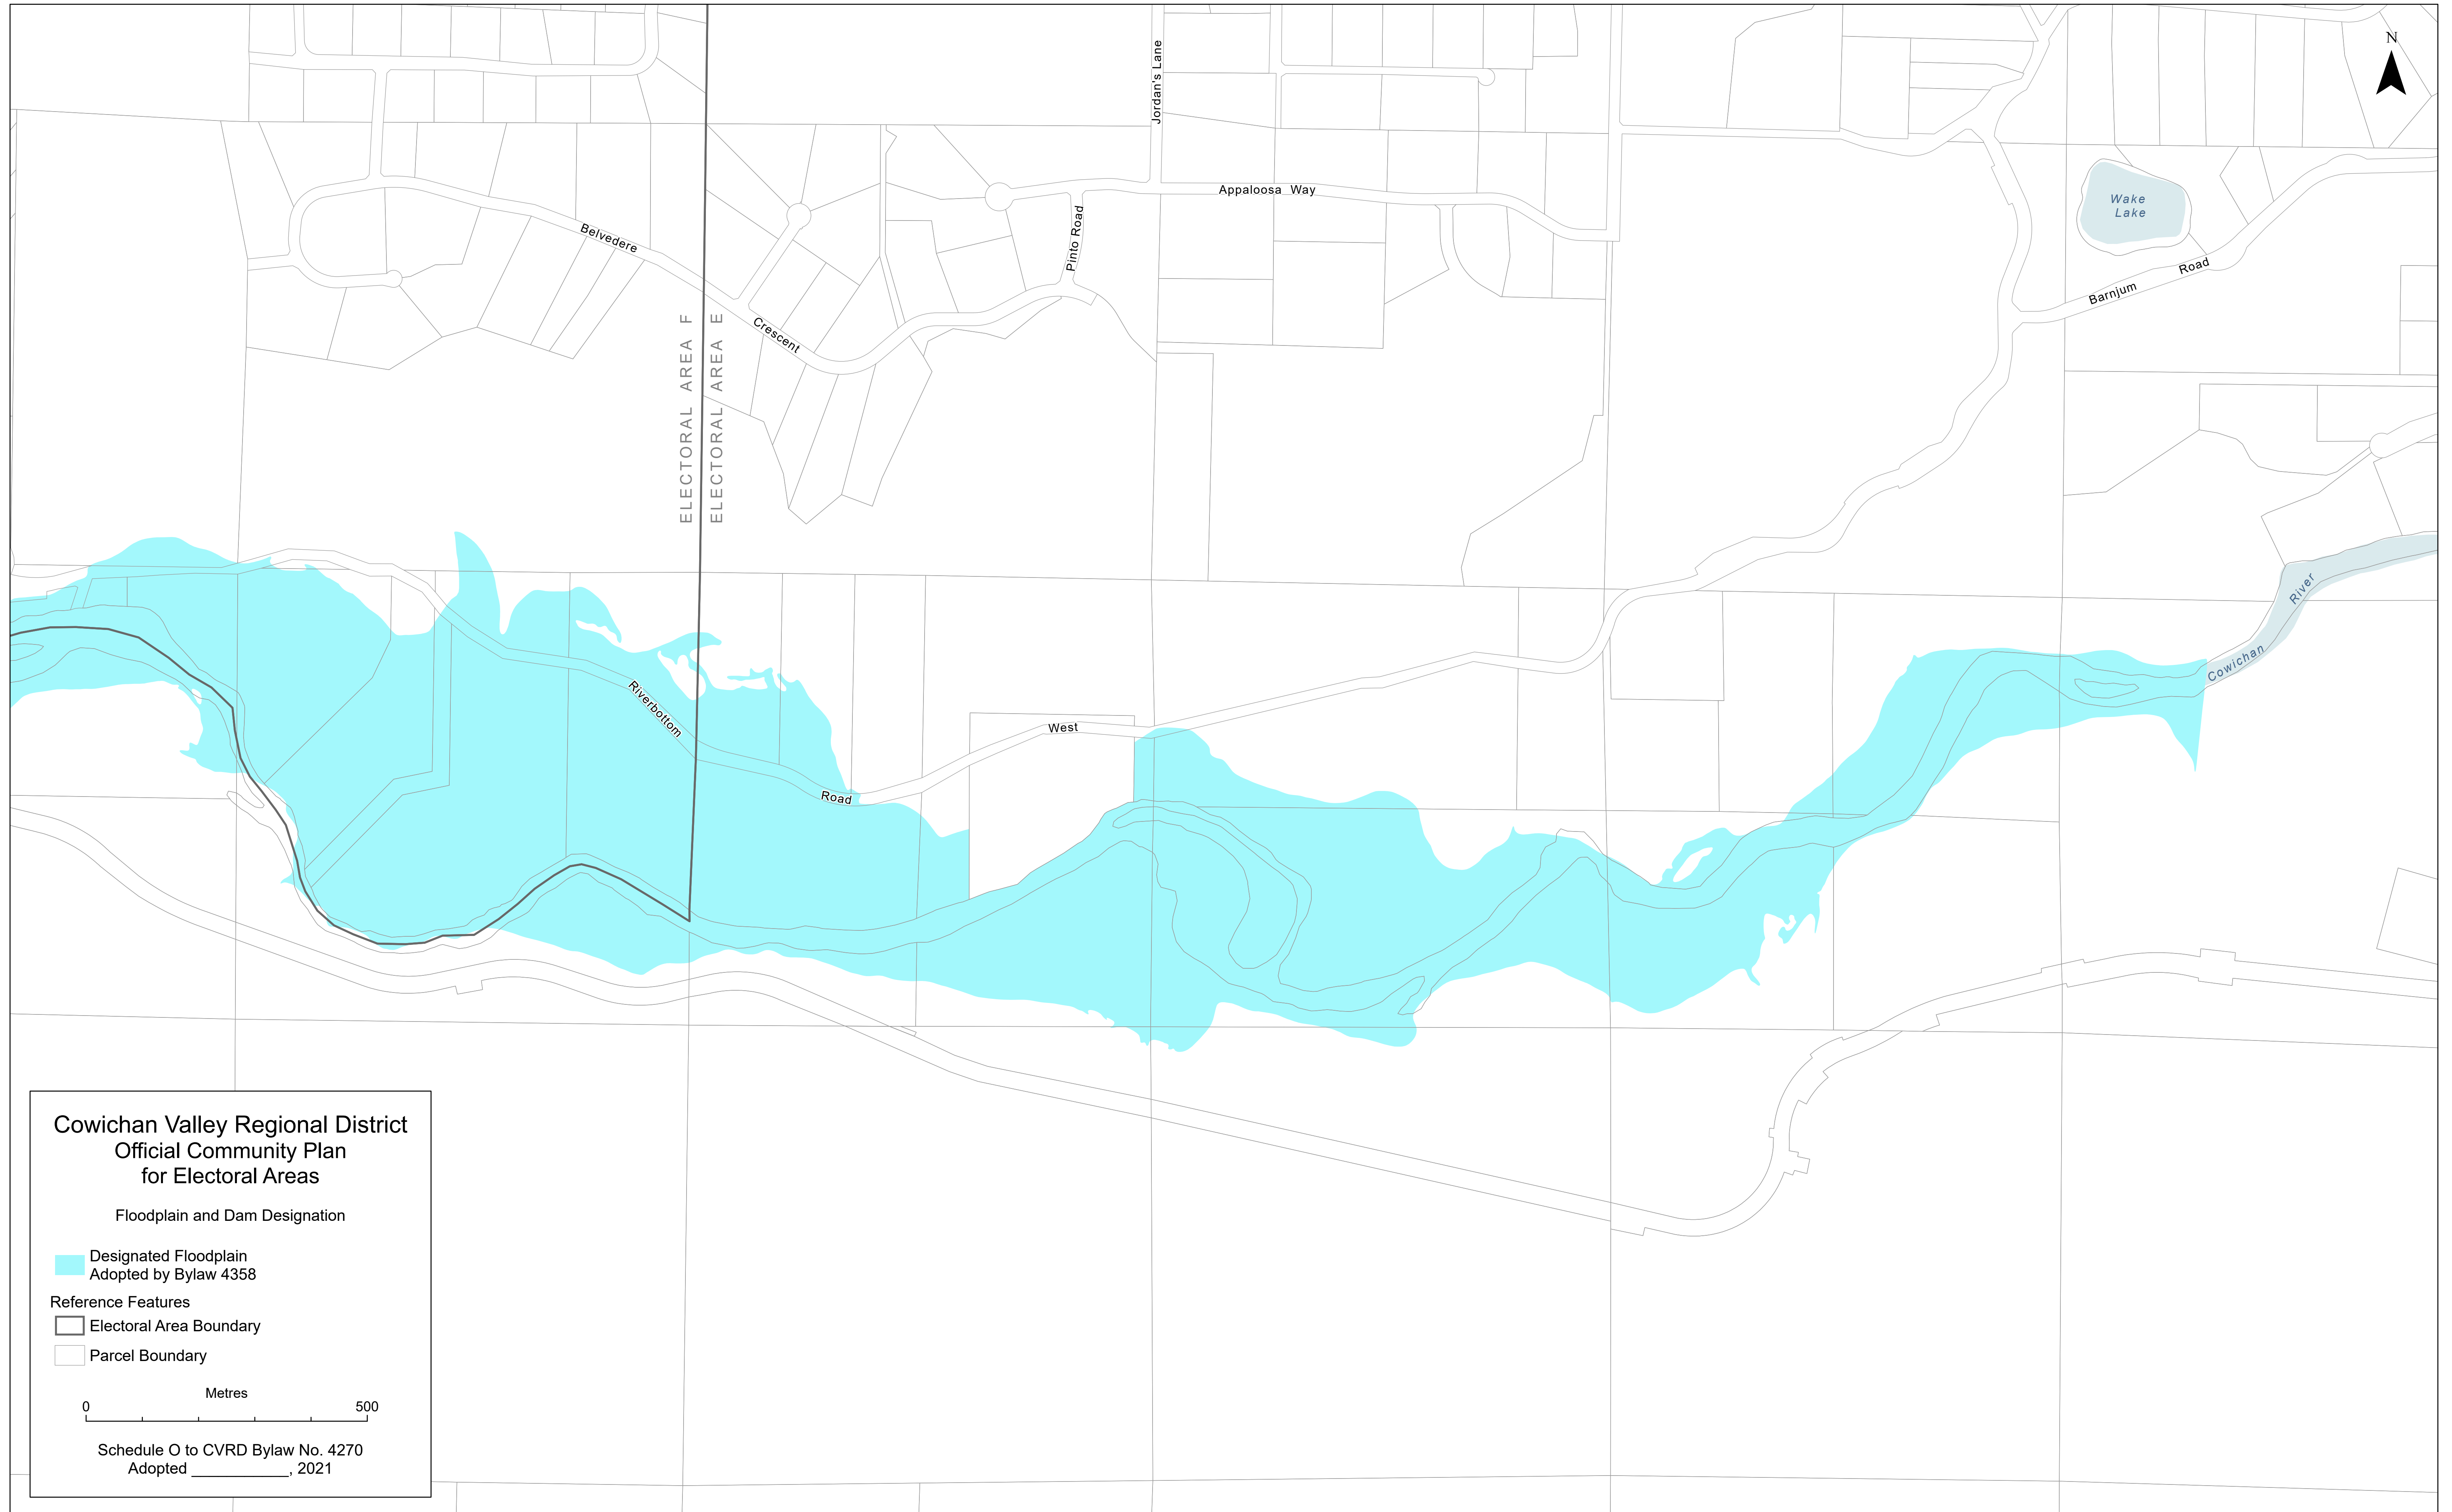 N
Jordan's Lane
Wake
Lake
Appaloosa Way
Pinto Road
Belvedere
Crescent
Barnjum
Road
ELECTORAL AREA F
ELECTORAL AREA E
River
Cowichan
Riverbottom
Road
West
Cowichan Valley Regional District
Official Community Plan
for Electoral Areas
Floodplain and Dam Designation
Designated Floodplain
Adopted by Bylaw 4358
Reference Features
Electoral Area Boundary
Parcel Boundary
Metres
0 500
Schedule O to CVRD Bylaw No. 4270
Adopted ___________, 2021